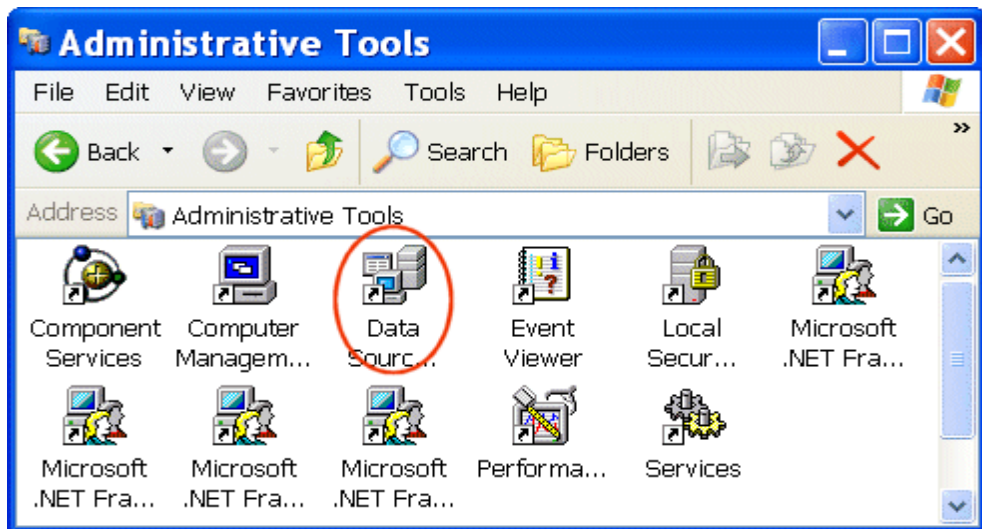 Administrative Tools
File Edit View Favorites Tools Help
Back Search Folders »
Address Administrative Tools Go
Component Services
Computer Managem...
Data Sourc...
Event Viewer
Local Secur...
Microsoft .NET Fra...
Microsoft .NET Fra...
Microsoft .NET Fra...
Microsoft .NET Fra...
Performa...
Services